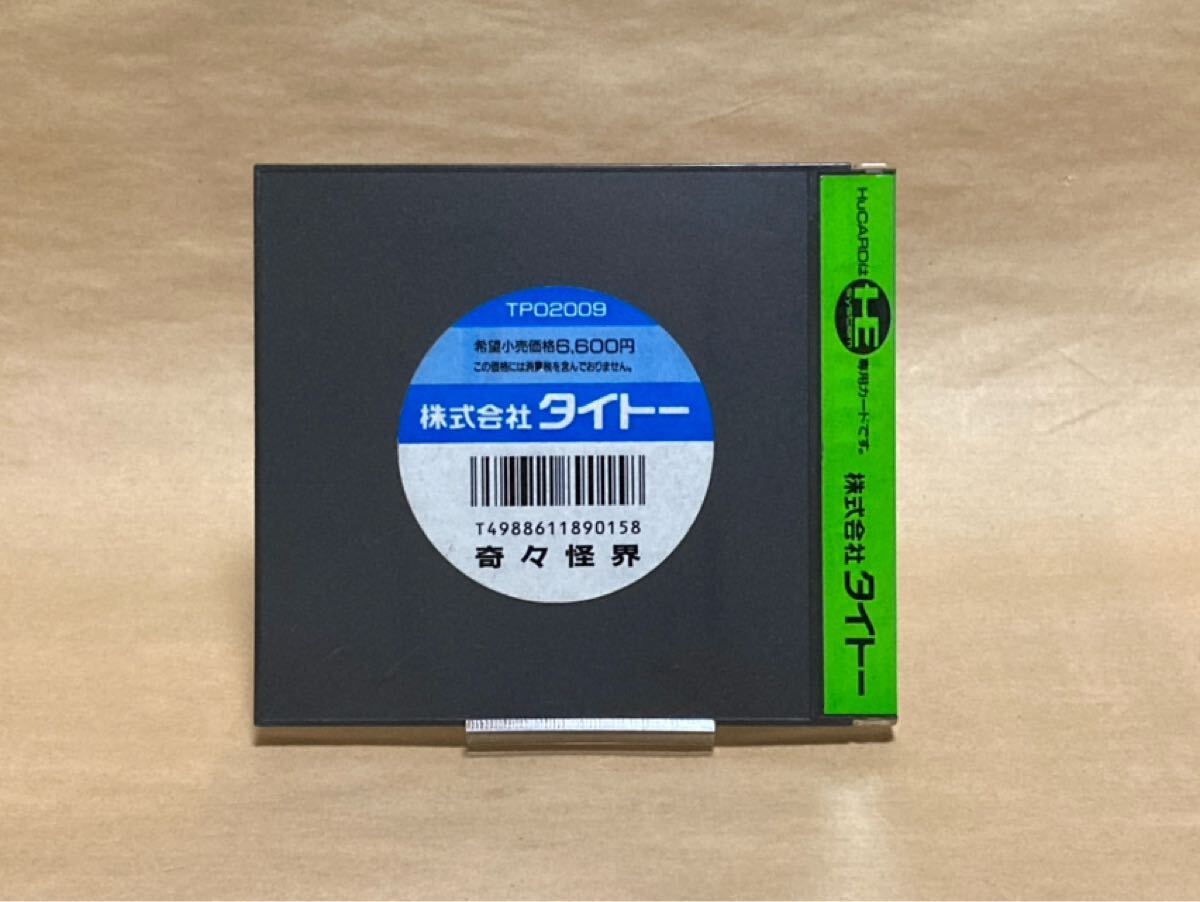 TP02009
希望小売価格6,600円
この価格には消費税を含んでおりません。
株式会社 タイトー
T4988611890158
奇々怪界
HuCARDは HE system 専用カードです。 株式会社 タイトー